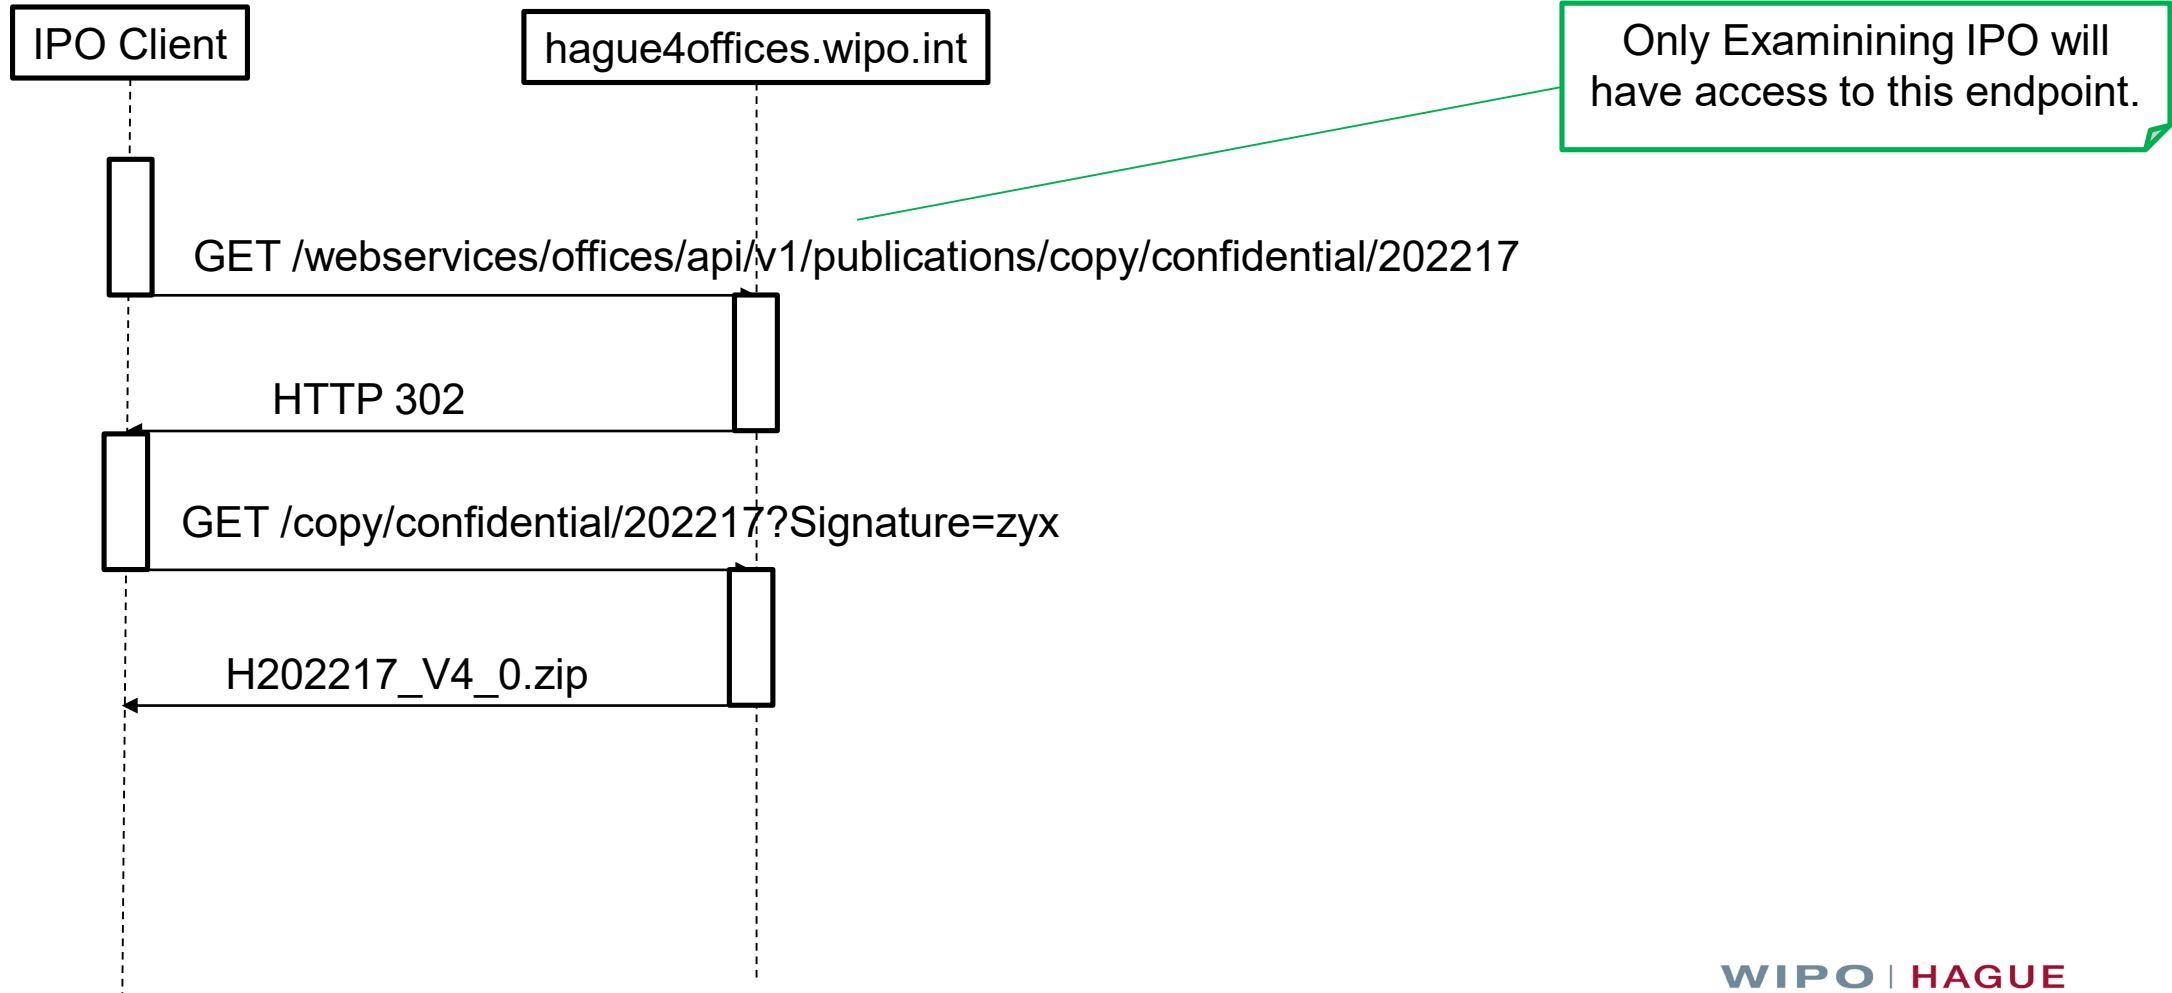 IPO Client
hague4offices.wipo.int
Only Examinining IPO will
have access to this endpoint.
GET /webservices/offices/api/v1/publications/copy/confidential/202217
HTTP 302
GET /copy/confidential/202217?Signature=zyx
H202217_V4_0.zip
WIPO | HAGUE